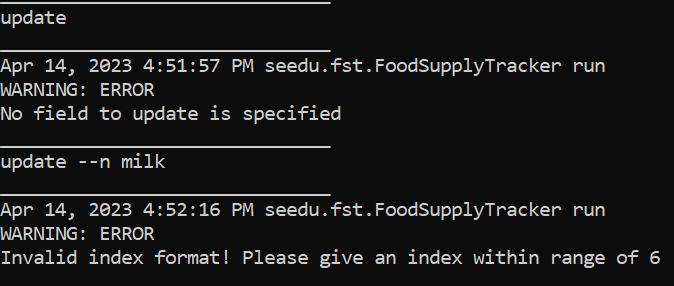 update
Apr 14, 2023 4:51:57 PM seedu.fst.FoodSupplyTracker run
WARNING: ERROR
No field to update is specified
update --n milk
Apr 14, 2023 4:52:16 PM seedu.fst.FoodSupplyTracker run
WARNING: ERROR
Invalid index format! Please give an index within range of 6